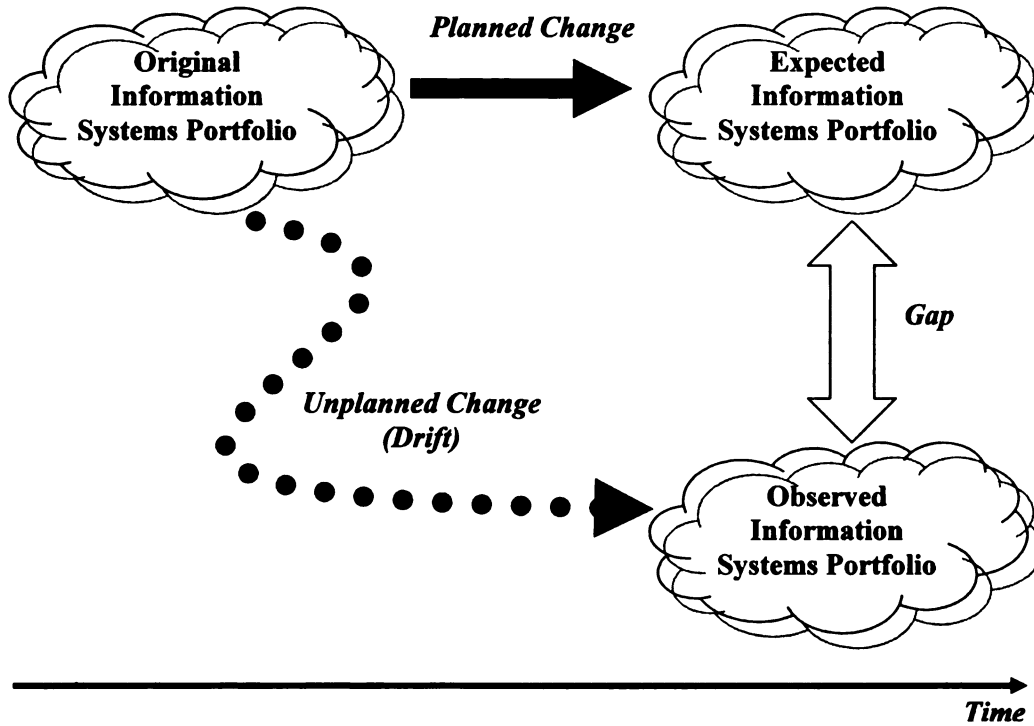 Planned Change
Original
Information
Systems Portfolio
Expected
Information
Systems Portfolio
Gap
Unplanned Change
(Drift)
Observed
Information
Systems Portfolio
Time